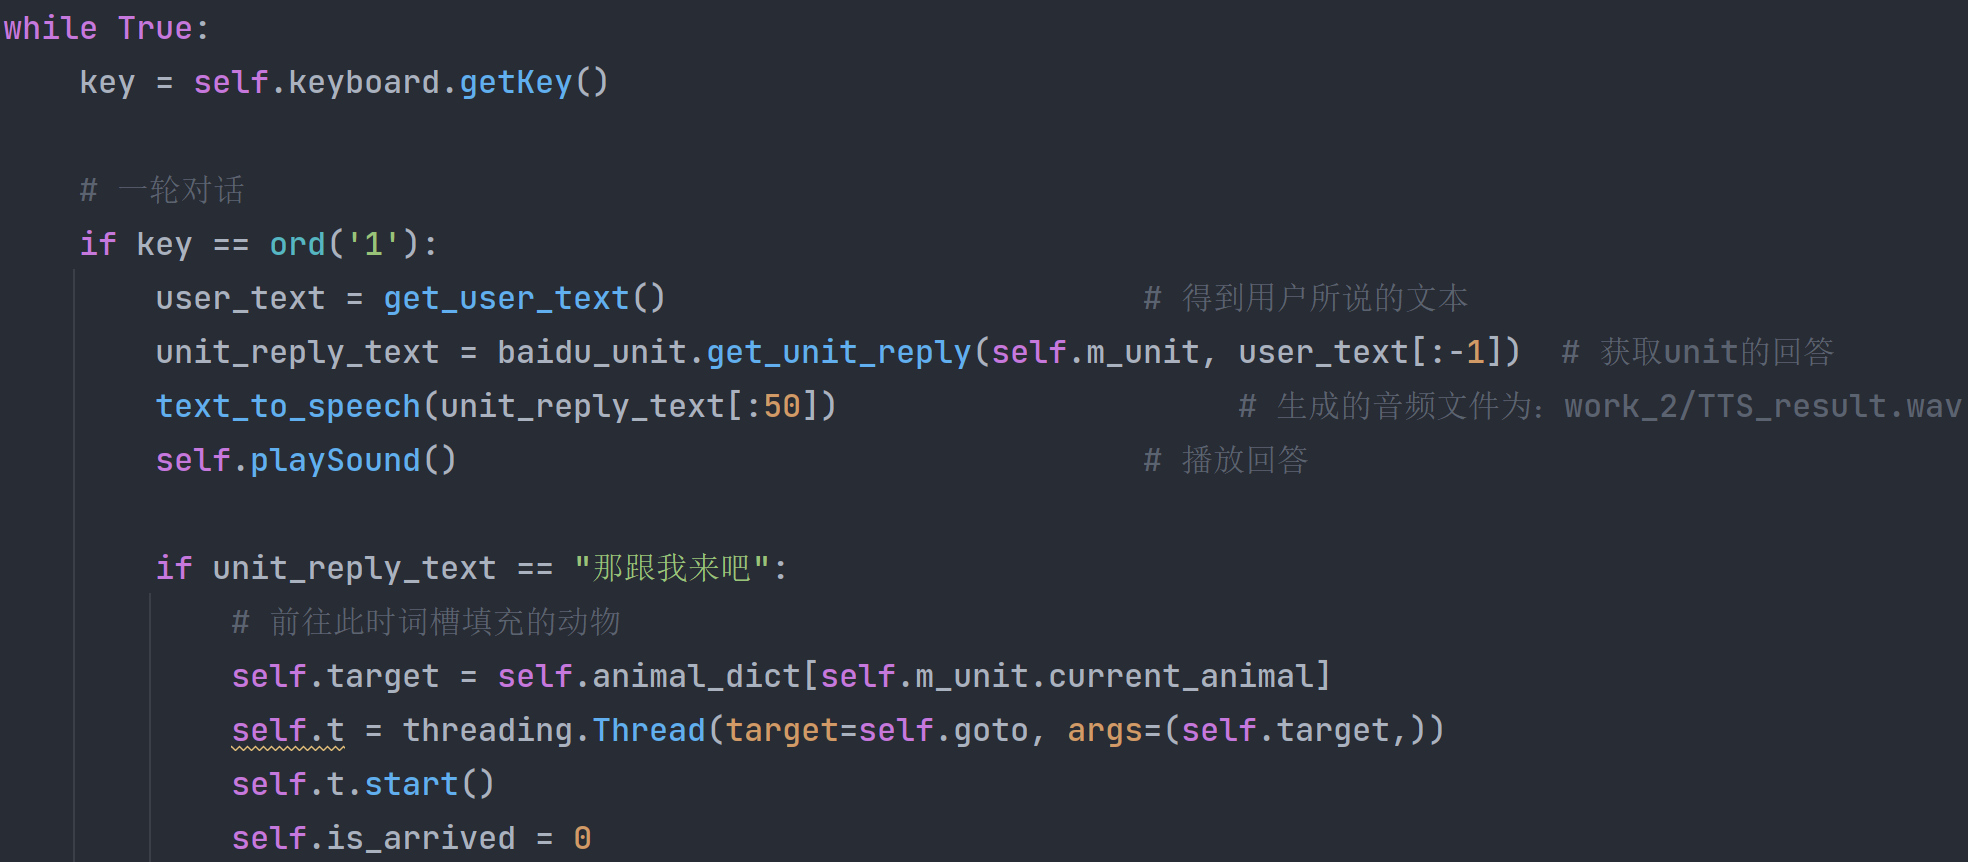 while True:
    key = self.keyboard.getKey()
    # 一轮对话
    if key == ord('1'):
        user_text = get_user_text()                         # 得到用户所说的文本
        unit_reply_text = baidu_unit.get_unit_reply(self.m_unit, user_text[:-1])  # 获取unit的回答
        text_to_speech(unit_reply_text[:50])                     # 生成的音频文件为：work_2/TTS_result.wav
        self.playSound()                                    # 播放回答
        if unit_reply_text == "那跟我来吧":
            # 前往此时词槽填充的动物
            self.target = self.animal_dict[self.m_unit.current_animal]
            self.t = threading.Thread(target=self.goto, args=(self.target,))
            self.t.start()
            self.is_arrived = 0